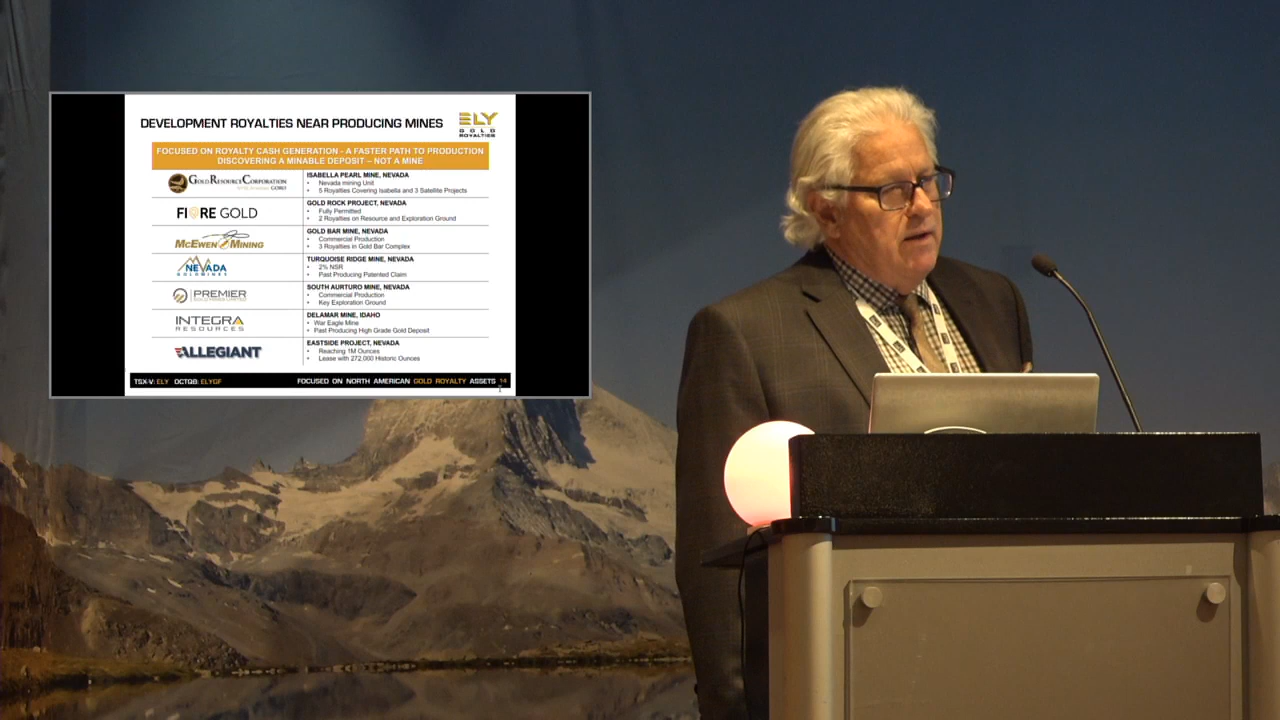 DEVELOPMENT ROYALTIES NEAR PRODUCING MINES
ELY
GOLD
ROYALTIES
FOCUSED ON ROYALTY CASH GENERATION - A FASTER PATH TO PRODUCTION
DISCOVERING A MINABLE DEPOSIT – NOT A MINE
GOLD RESOURCE CORPORATION
GORO
ISABELLA PEARL MINE, NEVADA
• Nevada mining Unit
• 5 Royalties Covering Isabella and 3 Satellite Projects
FIORE GOLD
GOLD ROCK PROJECT, NEVADA
• Fully Permitted
• 2 Royalties on Resource and Exploration Ground
MCEWEN MINING
GOLD BAR MINE, NEVADA
• Commercial Production
• 3 Royalties in Gold Bar Complex
NEVADA
GOLDMINES
TURQUOISE RIDGE MINE, NEVADA
• 2% NSR
• Past Producing Patented Claim
PREMIER
GOLD MINES LIMITED
SOUTH AURTURO MINE, NEVADA
• Commercial Production
• Key Exploration Ground
INTEGRA
RESOURCES
DELAMAR MINE, IDAHO
• War Eagle Mine
• Past Producing High Grade Gold Deposit
ALLEGIANT
EASTSIDE PROJECT, NEVADA
• Reaching 1M Ounces
• Lease with 272,000 Historic Ounces
TSX-V: ELY OCTQB: ELYGF FOCUSED ON NORTH AMERICAN GOLD ROYALTY ASSETS 14